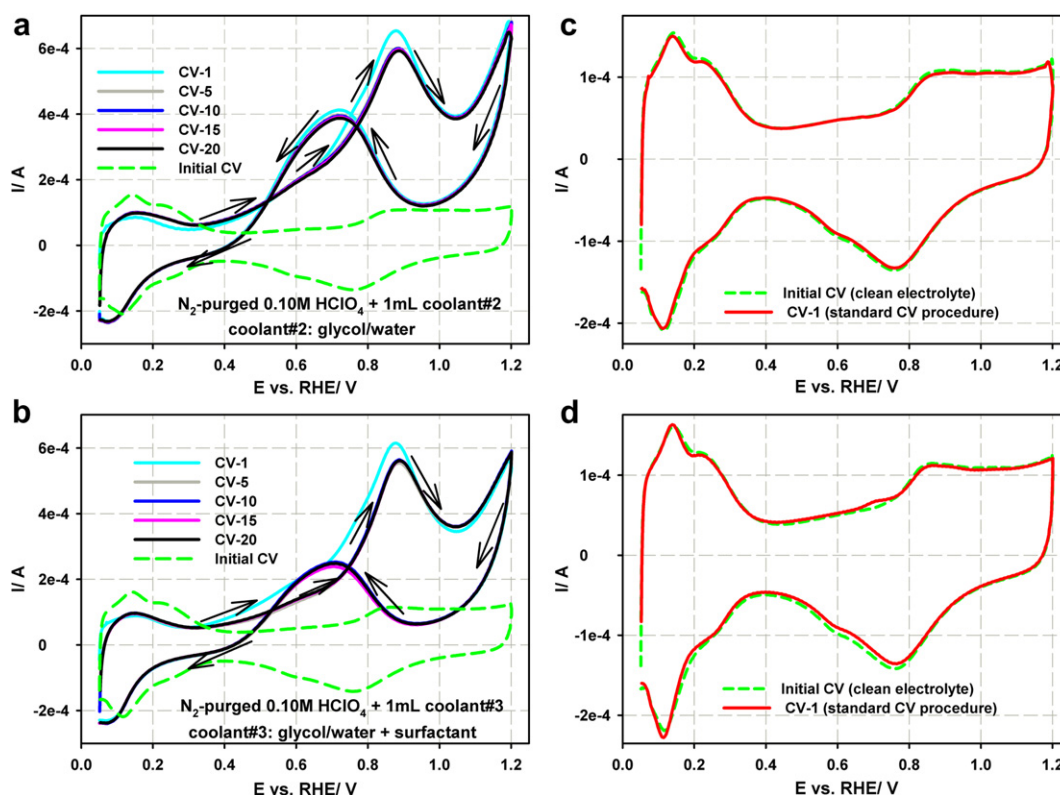 a
I/ A
6e-4
4e-4
2e-4
0
-2e-4
CV-1
CV-5
CV-10
CV-15
CV-20
Initial CV
N2-purged 0.10M HClO4 + 1mL coolant#2
coolant#2: glycol/water
0.0 0.2 0.4 0.6 0.8 1.0 1.2
E vs. RHE/ V
c
I/ A
1e-4
0
-1e-4
-2e-4
Initial CV (clean electrolyte)
CV-1 (standard CV procedure)
0.0 0.2 0.4 0.6 0.8 1.0 1.2
E vs. RHE/ V
b
I/ A
6e-4
4e-4
2e-4
0
-2e-4
CV-1
CV-5
CV-10
CV-15
CV-20
Initial CV
N2-purged 0.10M HClO4 + 1mL coolant#3
coolant#3: glycol/water + surfactant
0.0 0.2 0.4 0.6 0.8 1.0 1.2
E vs. RHE/ V
d
I/ A
1e-4
0
-1e-4
-2e-4
Initial CV (clean electrolyte)
CV-1 (standard CV procedure)
0.0 0.2 0.4 0.6 0.8 1.0 1.2
E vs. RHE/ V